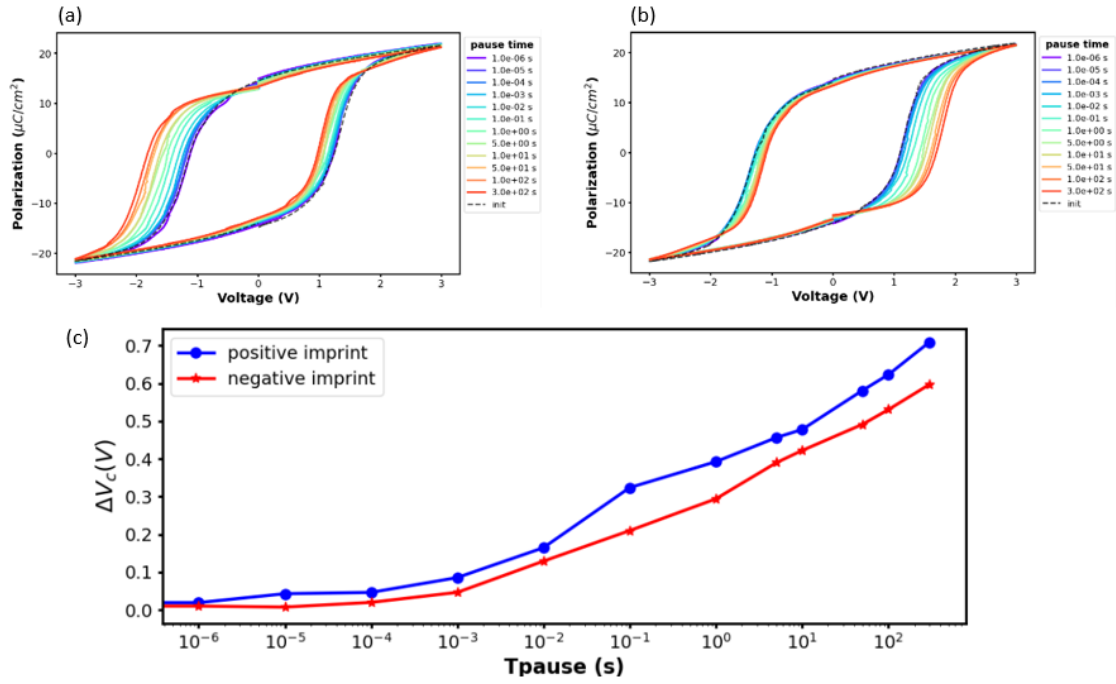 (a)
20
10
0
−10
−20
Polarization (μC/cm²)
−3 −2 −1 0 1 2 3
Voltage (V)
pause time
1.0e-06 s
1.0e-05 s
1.0e-04 s
1.0e-03 s
1.0e-02 s
1.0e-01 s
1.0e+00 s
5.0e+00 s
1.0e+01 s
5.0e+01 s
1.0e+02 s
3.0e+02 s
init
(b)
20
10
0
−10
−20
Polarization (μC/cm²)
−3 −2 −1 0 1 2 3
Voltage (V)
pause time
1.0e-06 s
1.0e-05 s
1.0e-04 s
1.0e-03 s
1.0e-02 s
1.0e-01 s
1.0e+00 s
5.0e+00 s
1.0e+01 s
5.0e+01 s
1.0e+02 s
3.0e+02 s
init
(c)
positive imprint
negative imprint
0.7
0.6
0.5
0.4
0.3
0.2
0.1
0.0
ΔV_c(V)
10⁻⁶ 10⁻⁵ 10⁻⁴ 10⁻³ 10⁻² 10⁻¹ 10⁰ 10¹ 10²
Tpause (s)